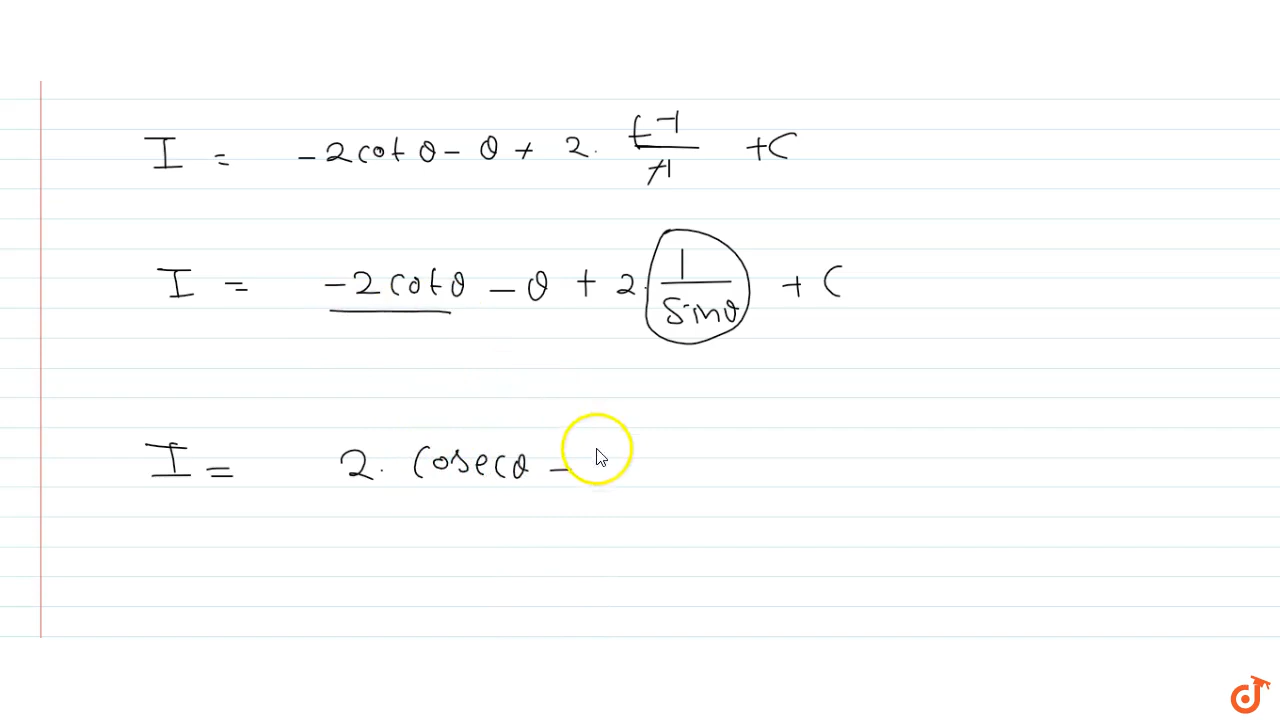 I = -2cotθ - θ + 2. t^-1/-1 + C
I = -2cotθ - θ + 2. 1/sinθ + C
I = 2. cosecθ -